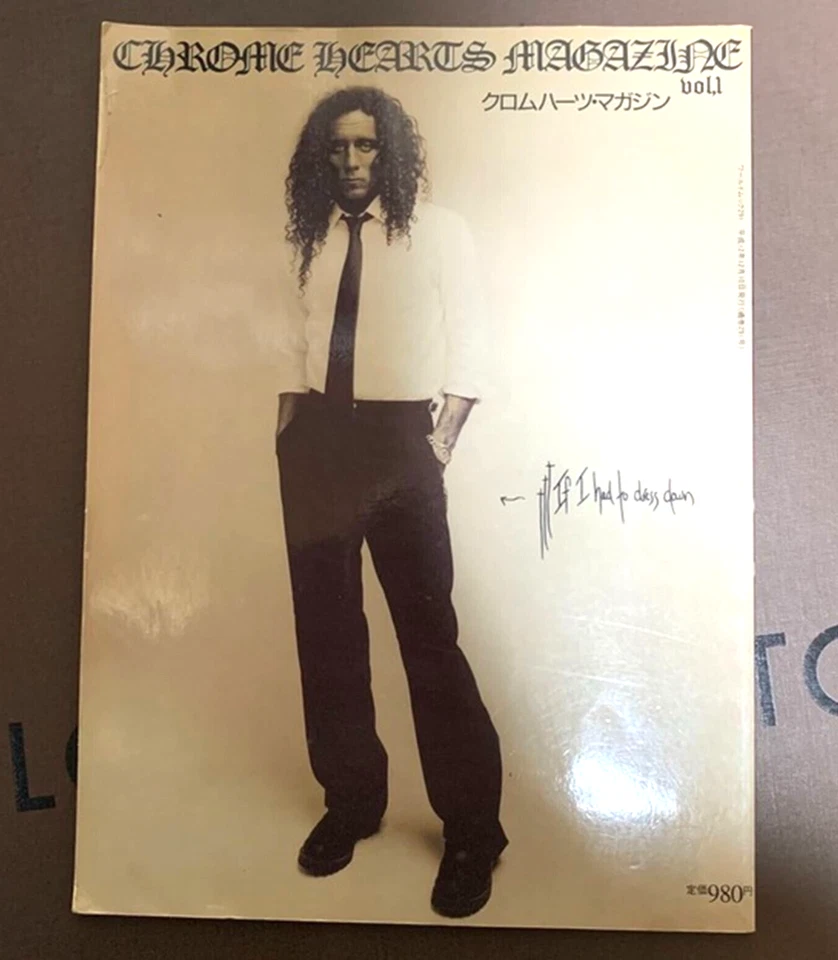 CHROME HEARTS MAGAZINE
vol,1
クロムハーツ・マガジン
If I had to dress down
定価980円